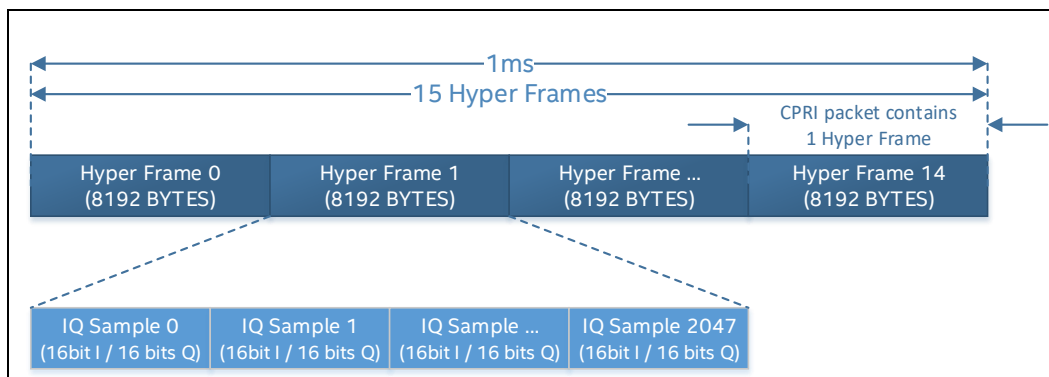 1ms
15 Hyper Frames
CPRI packet contains
1 Hyper Frame
Hyper Frame 0
(8192 BYTES)
Hyper Frame 1
(8192 BYTES)
Hyper Frame ...
(8192 BYTES)
Hyper Frame 14
(8192 BYTES)
IQ Sample 0
(16bit I / 16 bits Q)
IQ Sample 1
(16bit I / 16 bits Q)
IQ Sample ...
(16bit I / 16 bits Q)
IQ Sample 2047
(16bit I / 16 bits Q)